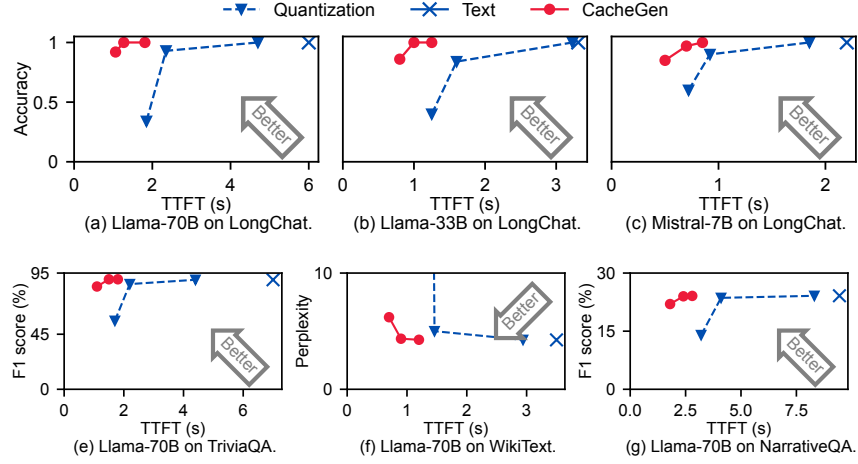 Quantization Text CacheGen
Accuracy
1
0.5
0
Better
0 2 4 6
TTFT (s)
(a) Llama-70B on LongChat.
Better
0 1 2 3
TTFT (s)
(b) Llama-33B on LongChat.
Better
0 1 2
TTFT (s)
(c) Mistral-7B on LongChat.
F1 score (%)
95
45
0
Better
0 2 4 6
TTFT (s)
(e) Llama-70B on TriviaQA.
Perplexity
10
0
Better
0 1 2 3
TTFT (s)
(f) Llama-70B on WikiText.
F1 score (%)
30
15
0
Better
0.0 2.5 5.0 7.5
TTFT (s)
(g) Llama-70B on NarrativeQA.